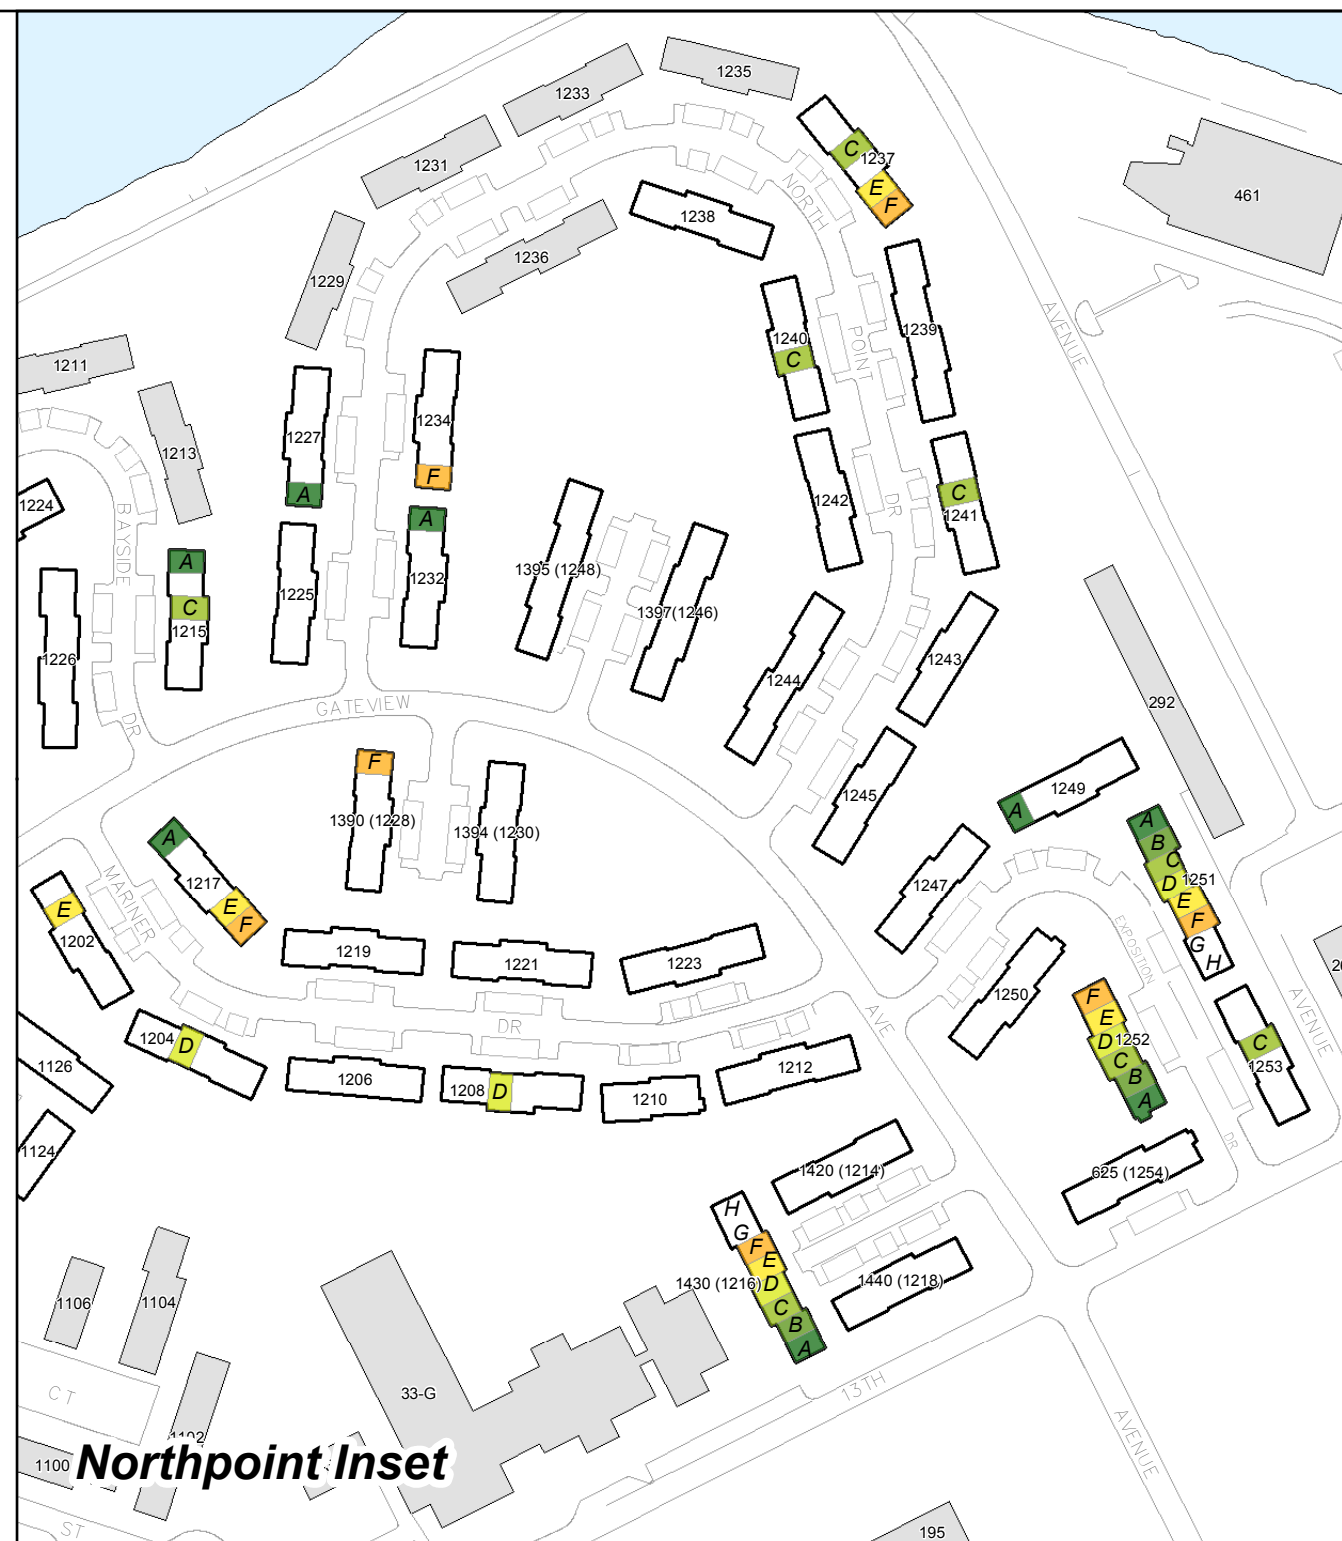 1235
1233
1231
C
1237
E
F
461
NORTH
1238
1236
1229
AVENUE
1239
1240
C
POINT
1211
1213
1227
A
1234
F
1224
BAYSIDE
DR
A
C
1215
1225
A
1232
1395 (1248)
1397(1246)
1242
DR
C
1241
1226
1244
1243
292
GATEVIEW
F
1390 (1228)
1394 (1230)
1245
A
1249
A
B
C
D
1251
E
F
G
H
A
1217
E
F
MARINER
E
1202
1219
1221
1223
1247
EXPOSITION
1250
F
E
D
1252
C
B
A
AVENUE
AVE
DR
1204
D
1206
1208
D
1210
1212
C
1253
1126
1124
DR
1420 (1214)
625 (1254)
H
G
F
E
1430 (1216)
D
C
B
A
1440 (1218)
1106
1104
33-G
13TH
CT
1102
1100
Northpoint Inset
AVENUE
ST
195